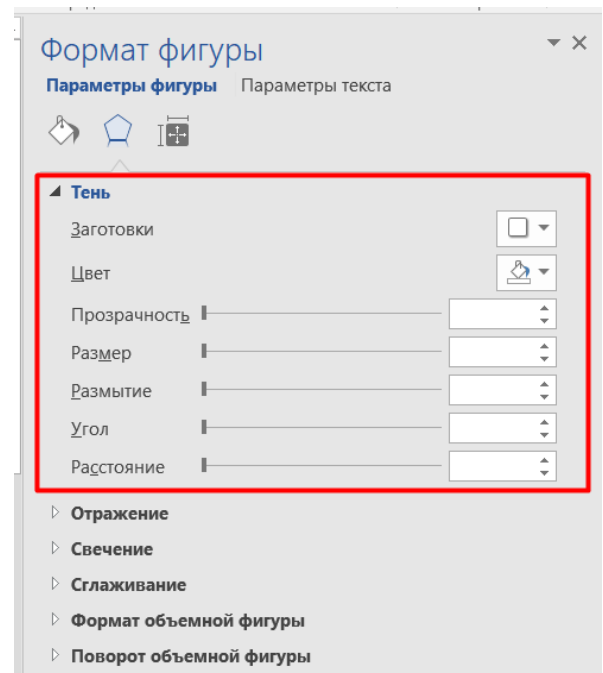 Формат фигуры
Параметры фигуры Параметры текста
Тень
Заготовки
Цвет
Прозрачность
Размер
Размытие
Угол
Расстояние
Отражение
Свечение
Сглаживание
Формат объемной фигуры
Поворот объемной фигуры